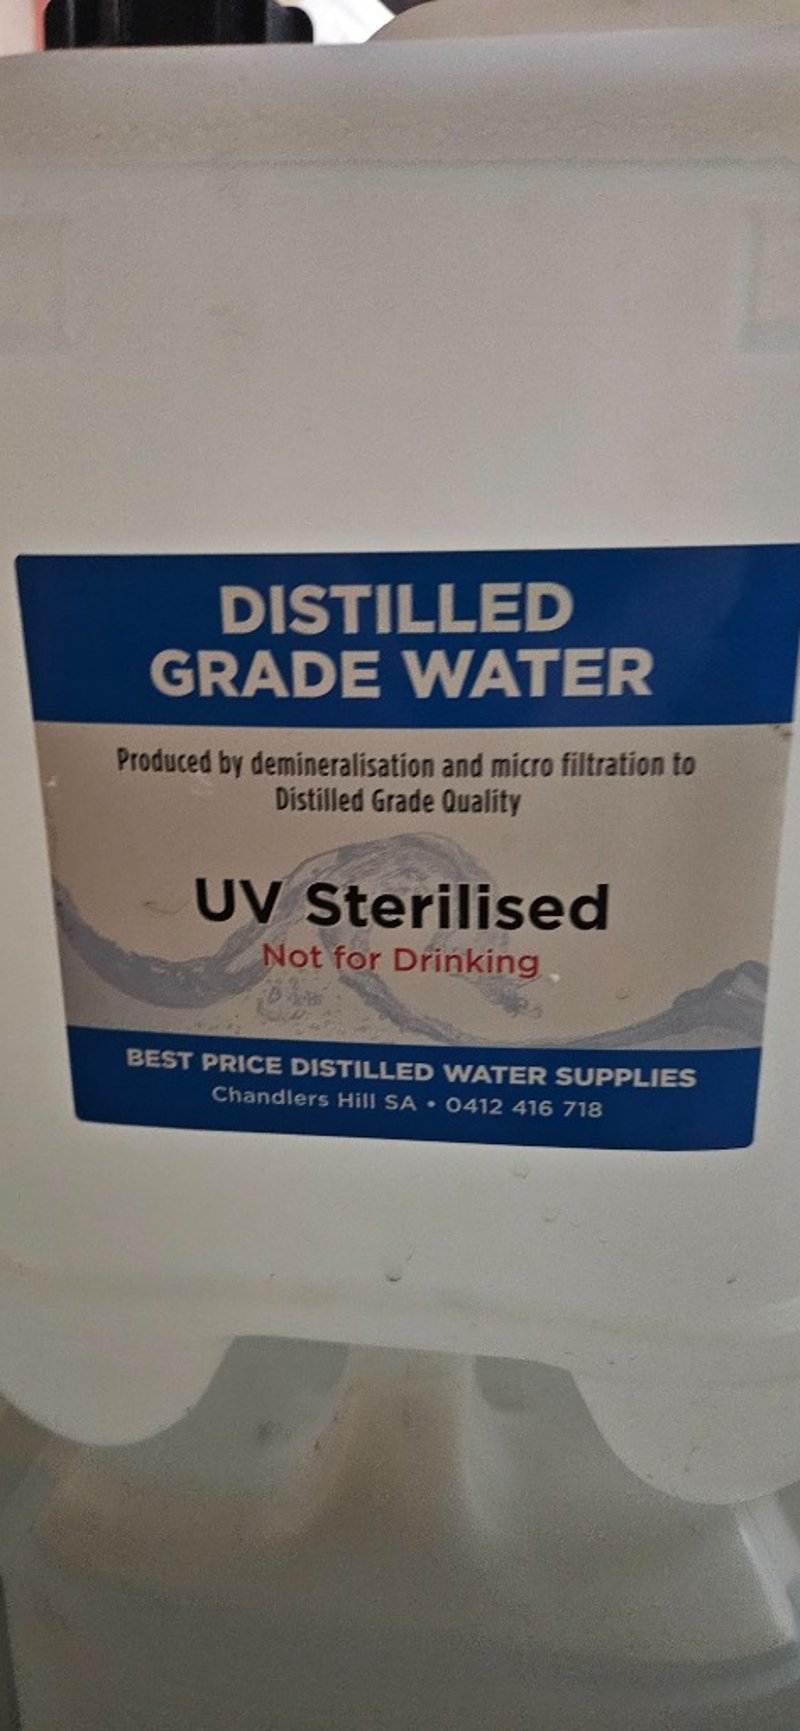 DISTILLED
GRADE WATER
Produced by demineralisation and micro filtration to
Distilled Grade Quality
UV Sterilised
Not for Drinking
BEST PRICE DISTILLED WATER SUPPLIES
Chandlers Hill SA • 0412 416 718